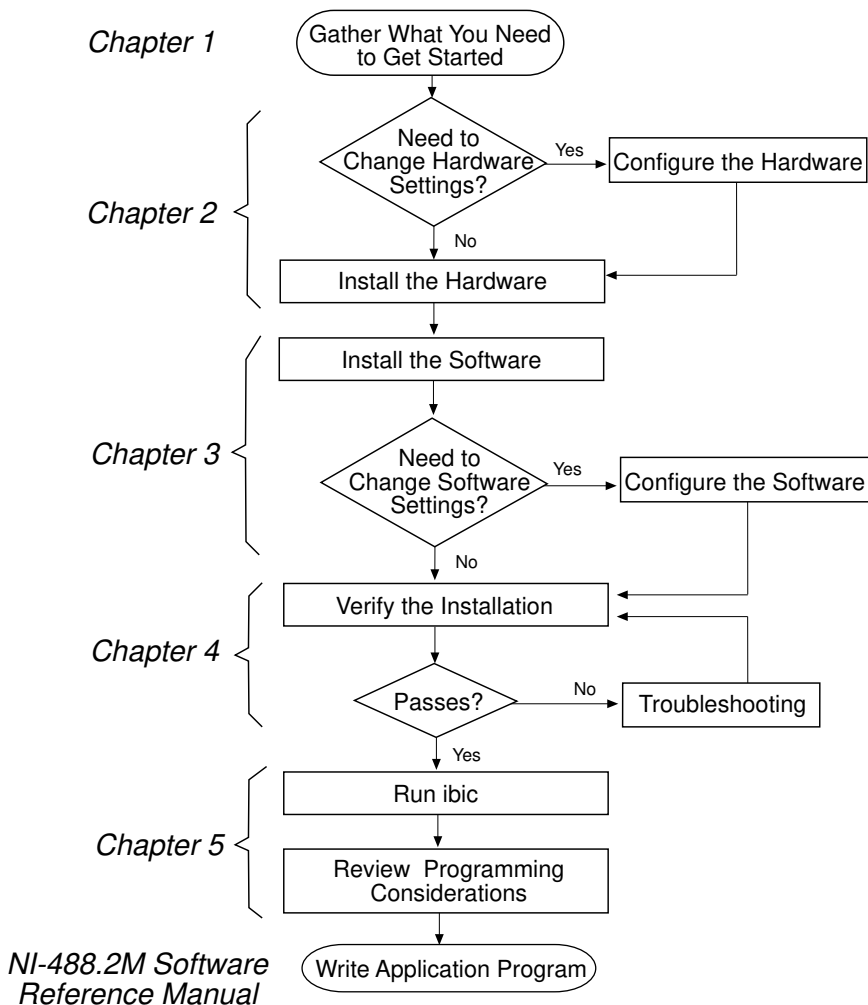 Chapter 1
Gather What You Need
to Get Started
Chapter 2
Need to
Change Hardware
Settings?
Yes
Configure the Hardware
No
Install the Hardware
Chapter 3
Install the Software
Need to
Change Software
Settings?
Yes
Configure the Software
No
Chapter 4
Verify the Installation
Passes?
No
Troubleshooting
Yes
Chapter 5
Run ibic
Review Programming
Considerations
NI-488.2M Software
Reference Manual
Write Application Program